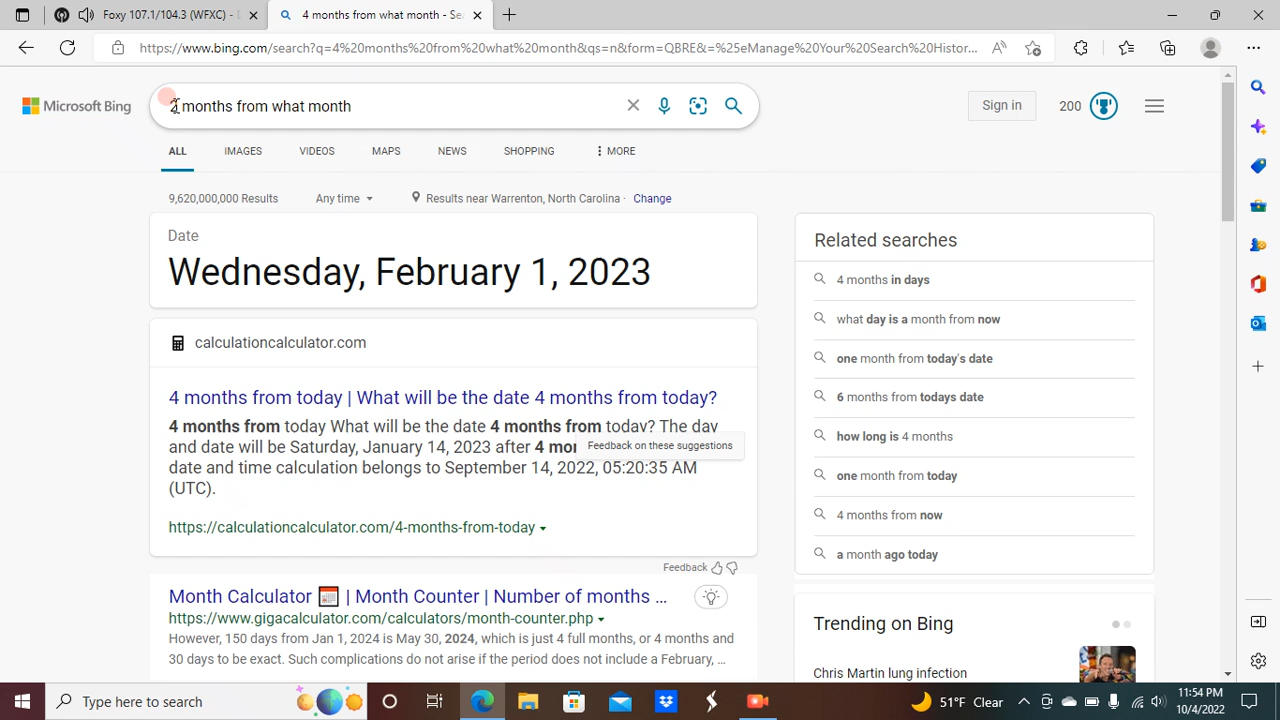 Foxy 107.1/104.3 (WFXC) - D
4 months from what month - Sea
https://www.bing.com/search?q=4%20months%20from%20what%20month&qs=n&form=QBRE&=%25eManage%20Your%20Search%20Histor...
Microsoft Bing
months from what month
Sign in
200
ALL
IMAGES
VIDEOS
MAPS
NEWS
SHOPPING
MORE
9,620,000,000 Results
Any time
Results near Warrenton, North Carolina · Change
Date
Wednesday, February 1, 2023
calculationcalculator.com
4 months from today | What will be the date 4 months from today?
4 months from today What will be the date 4 months from today? The day
and date will be Saturday, January 14, 2023 after 4 mo
Feedback on these suggestions
date and time calculation belongs to September 14, 2022, 05:20:35 AM
(UTC).
https://calculationcalculator.com/4-months-from-today
Feedback
Month Calculator | Month Counter | Number of months ...
https://www.gigacalculator.com/calculators/month-counter.php
However, 150 days from Jan 1, 2024 is May 30, 2024, which is just 4 full months, or 4 months and
30 days to be exact. Such complications do not arise if the period does not include a February, ...
Related searches
4 months in days
what day is a month from now
one month from today's date
6 months from todays date
how long is 4 months
one month from today
4 months from now
a month ago today
Trending on Bing
Chris Martin lung infection
Type here to search
51°F Clear
11:54 PM
10/4/2022